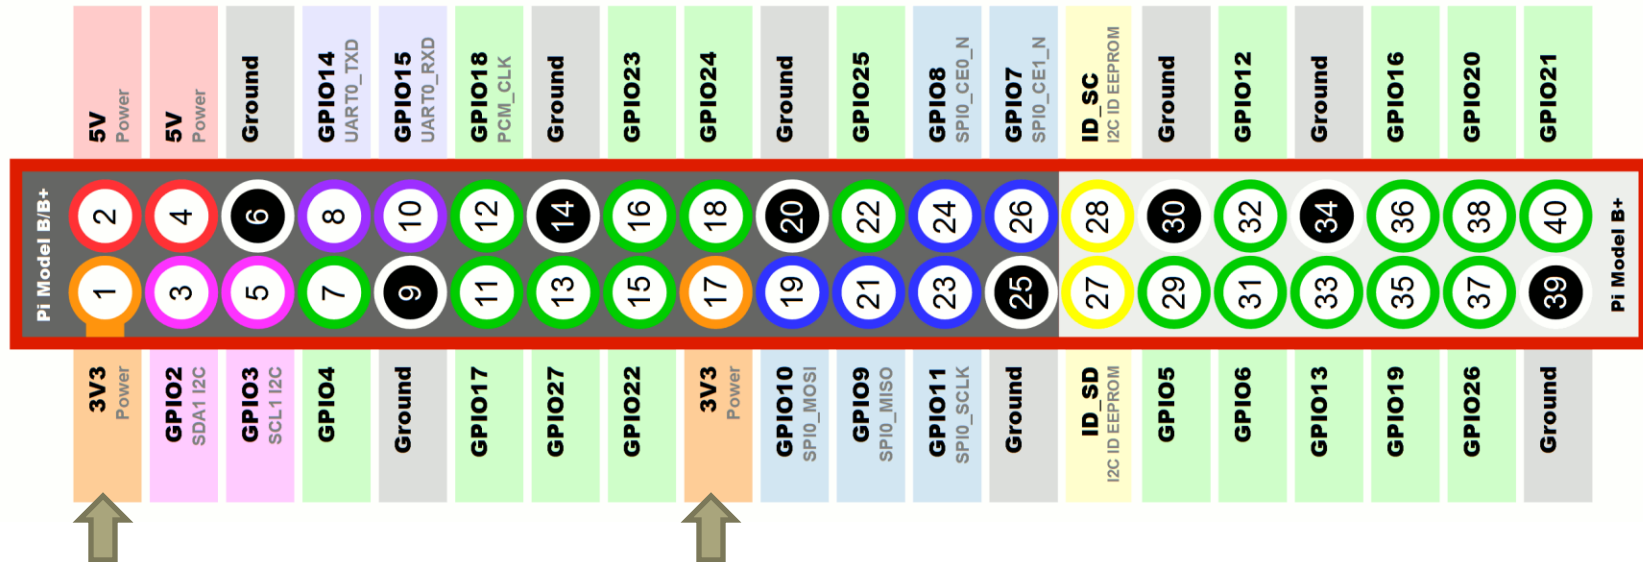 5V
Power
5V
Power
Ground
GPIO14
UART0_TXD
GPIO15
UART0_RXD
GPIO18
PCM_CLK
Ground
GPIO23
GPIO24
Ground
GPIO25
GPIO8
SPI0_CE0_N
GPIO7
SPI0_CE1_N
ID_SC
I2C ID EEPROM
Ground
GPIO12
Ground
GPIO16
GPIO20
GPIO21
Pi Model B/B+
2 4 6 8 10 12 14 16 18 20 22 24 26 28 30 32 34 36 38 40
1 3 5 7 9 11 13 15 17 19 21 23 25 27 29 31 33 35 37 39
Pi Model B+
3V3
Power
GPIO2
SDA1 I2C
GPIO3
SCL1 I2C
GPIO4
Ground
GPIO17
GPIO27
GPIO22
3V3
Power
GPIO10
SPI0_MOSI
GPIO9
SPI0_MISO
GPIO11
SPI0_SCLK
Ground
ID_SD
I2C ID EEPROM
GPIO5
GPIO6
GPIO13
GPIO19
GPIO26
Ground